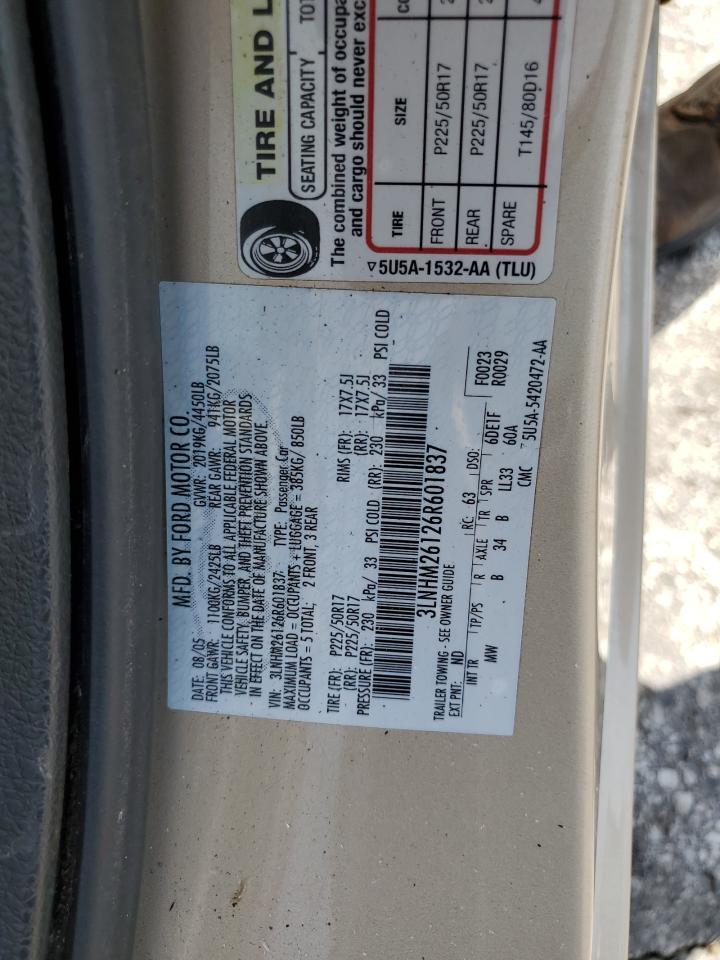 TIRE AND L
SEATING CAPACITY TOT
The combined weight of occupa
and cargo should never exc
TIRE SIZE CO
FRONT P225/50R17 2
REAR P225/50R17 2
SPARE T145/80D16 4
5U5A-1532-AA (TLU)
MFD. BY FORD MOTOR CO.
DATE: 08/05 GVWR: 2019KG/4450LB
FRONT GAWR: 1100KG/2425LB REAR GAWR: 941KG/2075LB
THIS VEHICLE CONFORMS TO ALL APPLICABLE FEDERAL MOTOR
VEHICLE SAFETY, BUMPER, AND THEFT PREVENTION STANDARDS
IN EFFECT ON THE DATE OF MANUFACTURE SHOWN ABOVE.
VIN: 3LNHM26126R601837 TYPE: Passenger Car
MAXIMUM LOAD = OCCUPANTS + LUGGAGE = 385KG/ 850LB
OCCUPANTS = 5 TOTAL: 2 FRONT, 3 REAR
TIRE (FR): P225/50R17 RIMS (FR): 17X7.5J
(RR): P225/50R17 (RR): 17X7.5J
PRESSURE (FR): 230 kPa/ 33 PSI COLD (RR): 230 kPa/ 33 PSI COLD
3LNHM26126R601837
TRAILER TOWING - SEE OWNER GUIDE
F0023
R0029
EXT PNT: ND RC: 63 DSO:
INT TR TP/PS R AXLE TR SPR 6DE1F
MW B 34 B LL33 60A
CMC 5U5A-5420472-AA